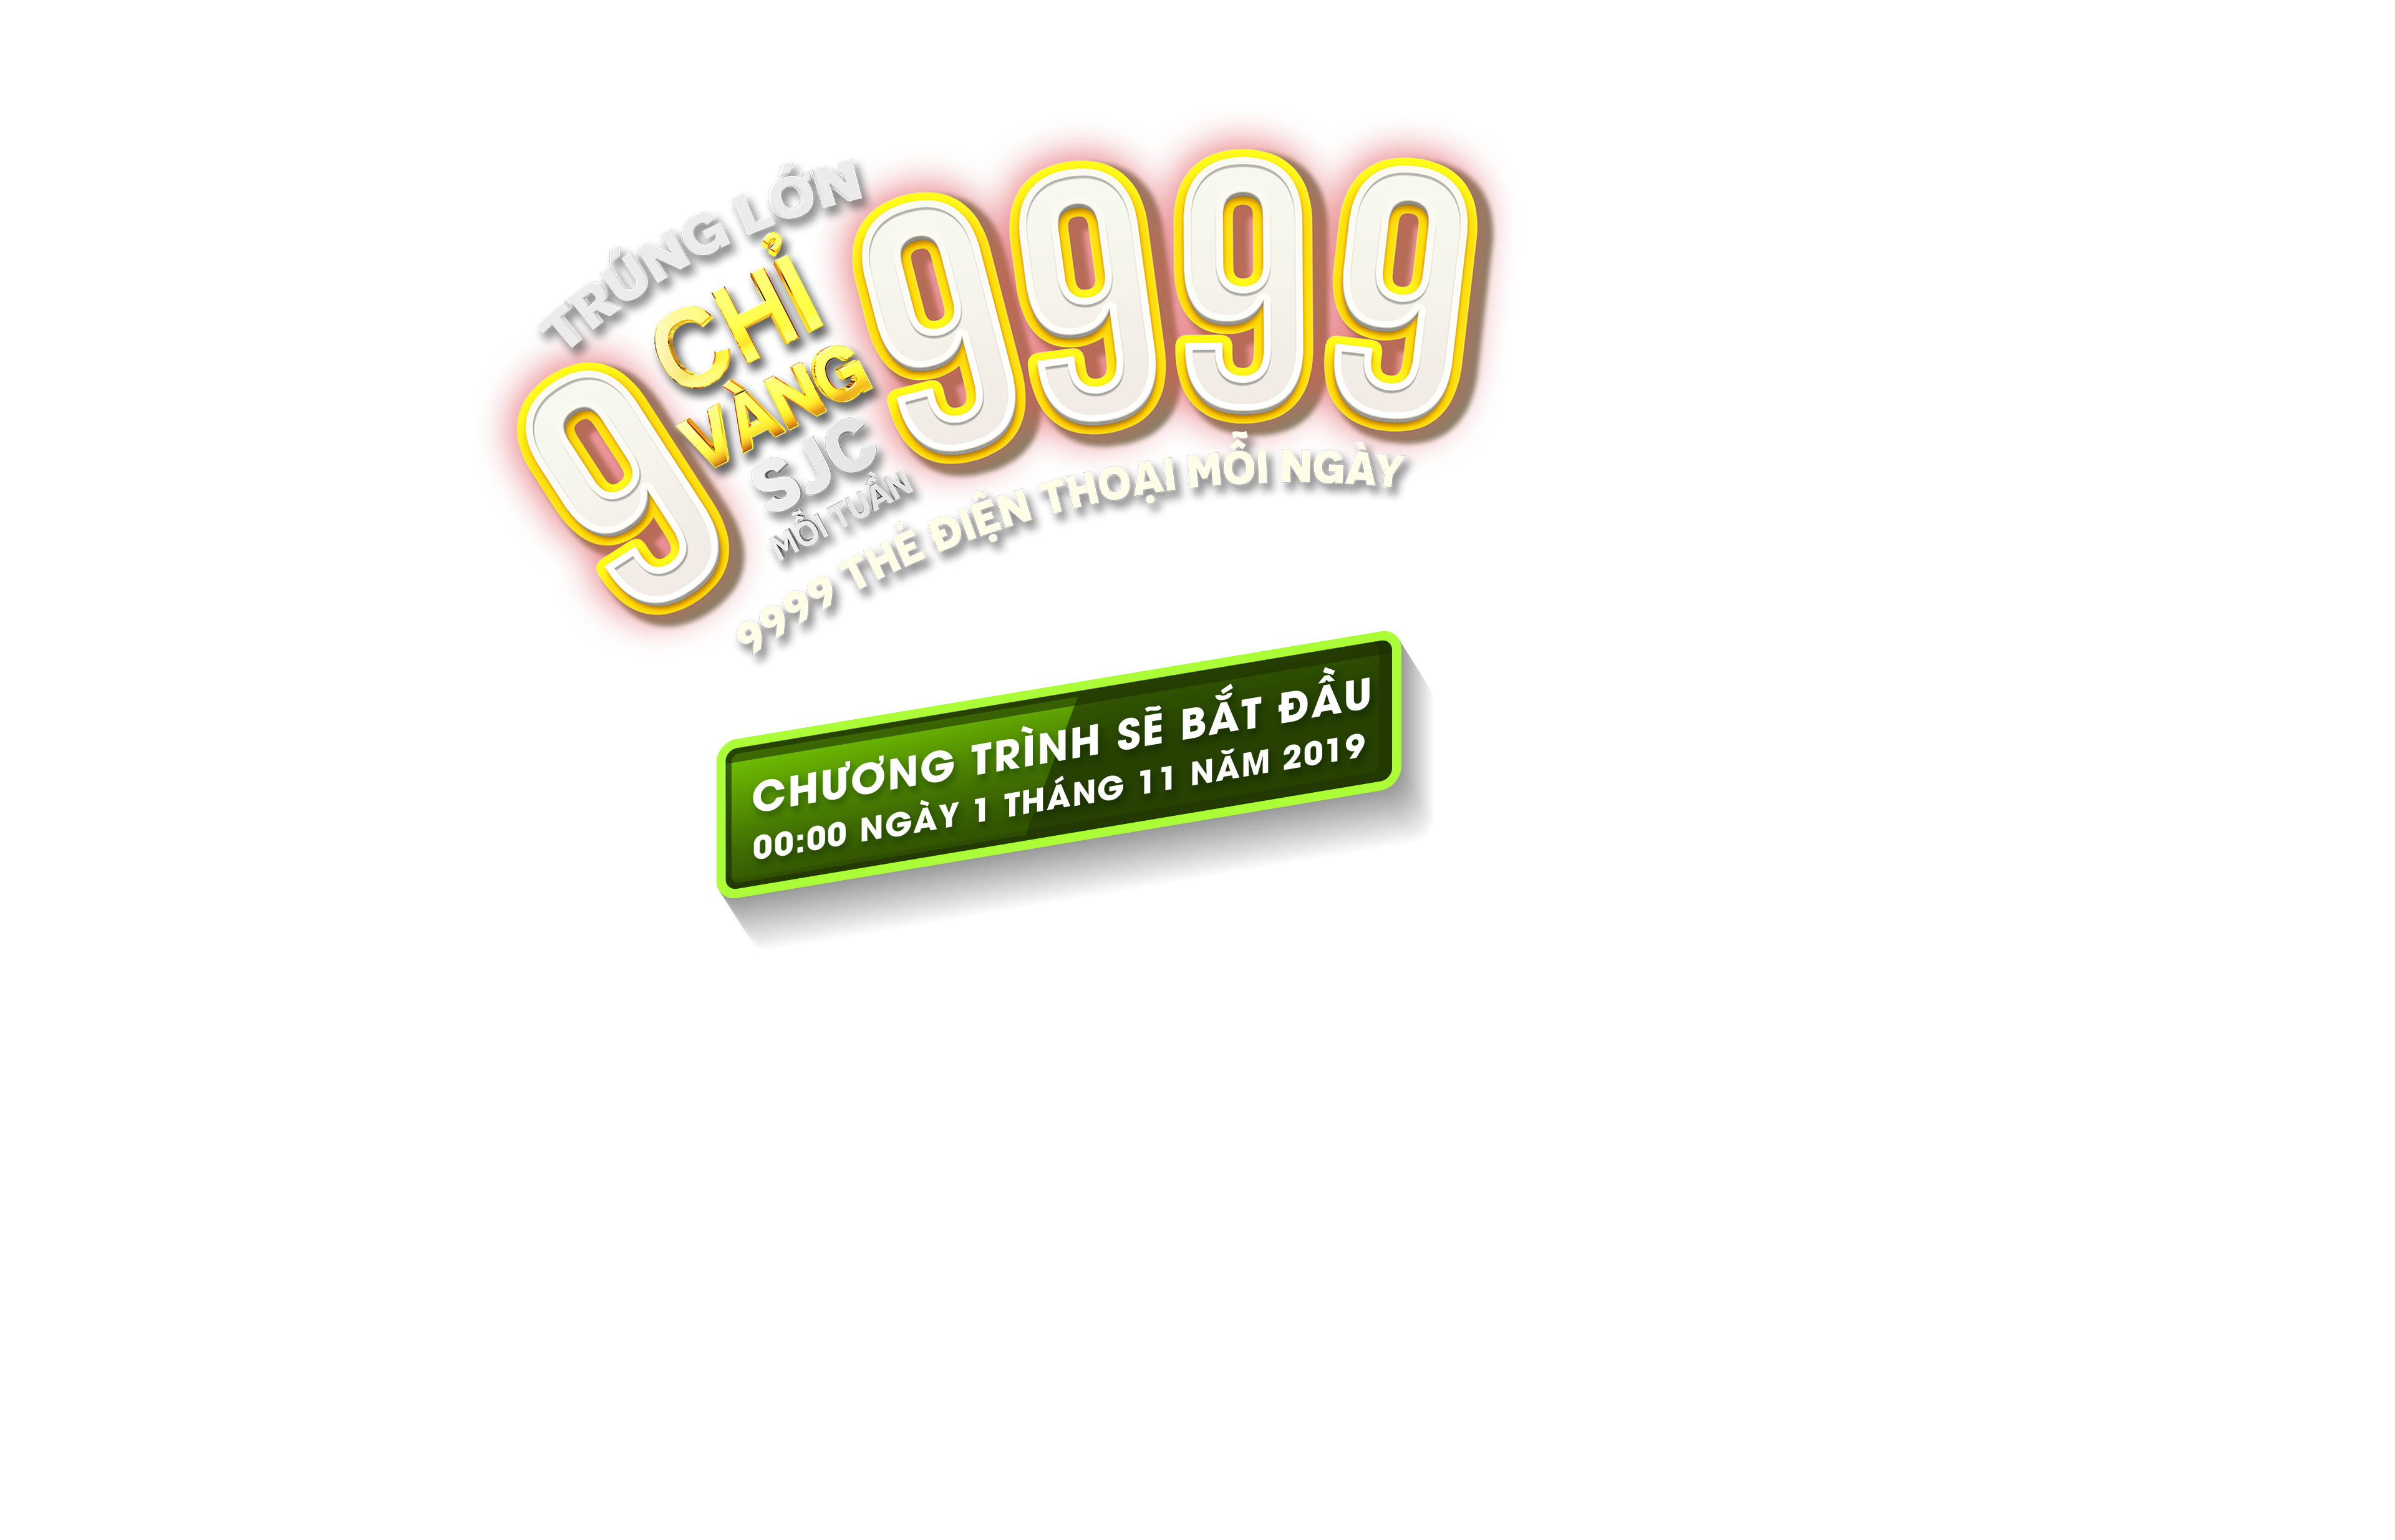 TRÚNG LỚN
9 CHỈ VÀNG 9999
SJC
MỖI TUẦN
9999 THẺ ĐIỆN THOẠI MỖI NGÀY
CHƯƠNG TRÌNH SẼ BẮT ĐẦU
00:00 NGÀY 1 THÁNG 11 NĂM 2019